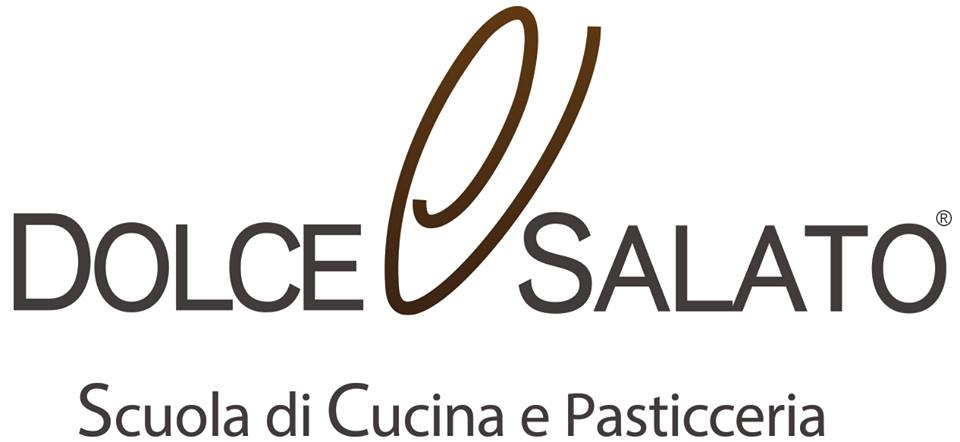 DOLCE e SALATO®
Scuola di Cucina e Pasticceria